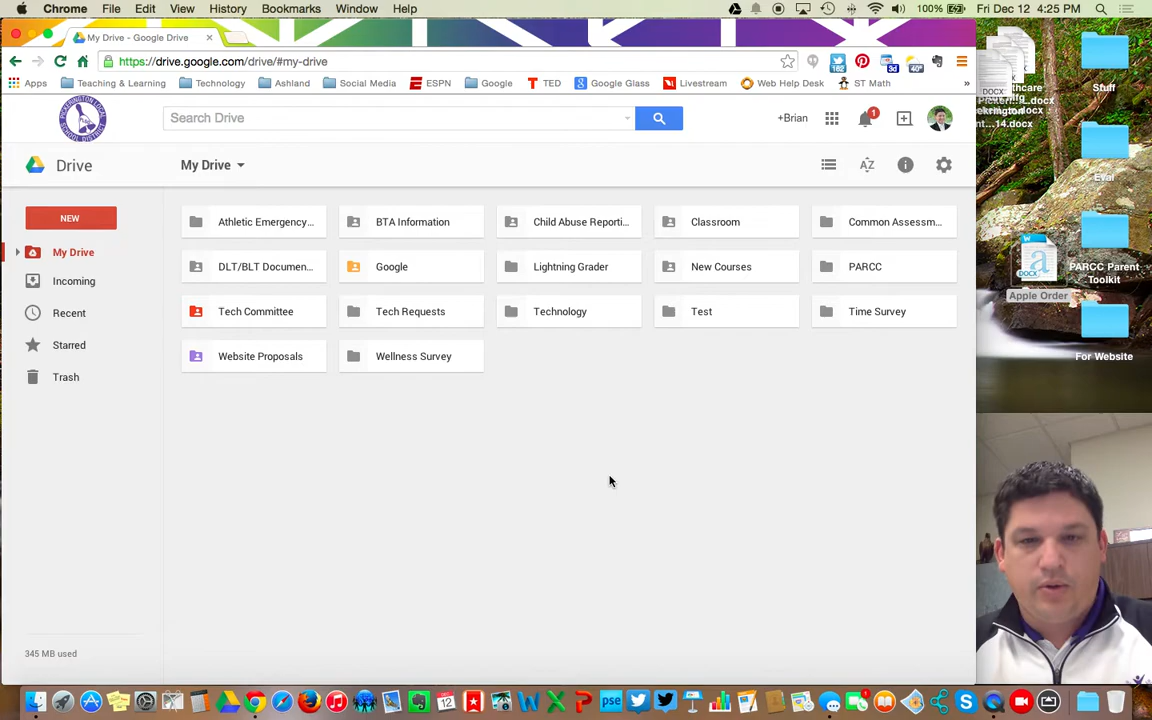 Chrome File Edit View History Bookmarks Window Help 100% Fri Dec 12 4:25 PM
My Drive - Google Drive ×
https://drive.google.com/drive/#my-drive
Apps Teaching & Learning Technology Ashland Social Media ESPN Google TED Google Glass Livestream Web Help Desk ST Math »
Search Drive +Brian 1
Drive My Drive AZ
NEW
My Drive
Incoming
Recent
Starred
Trash
345 MB used
Athletic Emergency... BTA Information Child Abuse Reporti... Classroom Common Assessm...
DLT/BLT Documen... Google Lightning Grader New Courses PARCC
Tech Committee Tech Requests Technology Test Time Survey
Website Proposals Wellness Survey
Stuff
Eval
PARCC Parent
Toolkit
For Website
DOCX
Apple Order